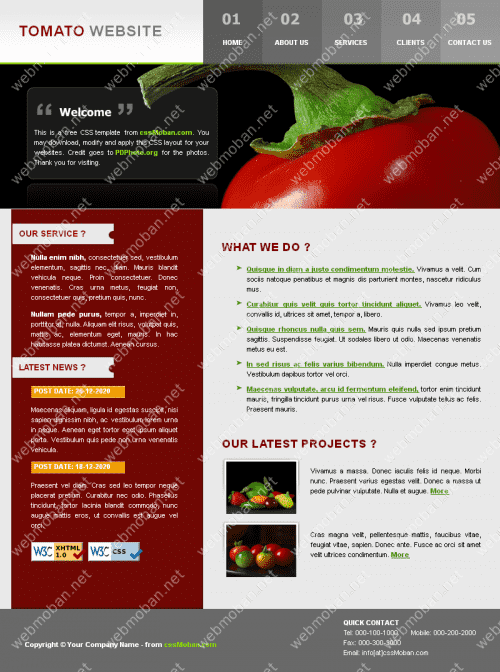 TOMATO WEBSITE
01 02 03 04 05
HOME ABOUT US SERVICES CLIENTS CONTACT US
Welcome
This is a free CSS template from cssMoban.com. You
may download, modify and apply this CSS layout for your
websites. Credit goes to PDPhoto.org for the photos.
Thank you for visiting.
OUR SERVICE ?
Nulla enim nibh, consectetuer sed, vestibulum
elementum, sagittis nec, diam. Mauris blandit
vehicula neque. Proin consectetuer. Donec
venenatis. Cras urna metus, feugiat non,
consectetuer quis, pretium quis, nunc.
Nullam pede purus, tempor a, imperdiet in,
porttitor at, nulla. Aliquam elit risus, volutpat quis,
mattis ac, elementum eget, magna. In hac
habitasse platea dictumst. Aenean cursus.
LATEST NEWS ?
POST DATE: 26-12-2020
Maecenas aliquam, ligula id egestas suscipit, nisi
sapien dignissim nibh, ac vestibulum lorem urna
in neque. Aenean eget tortor eget ipsum aliquet
porta. Vestibulum quis pede non urna venenatis
vehicula.
POST DATE: 18-12-2020
Praesent vel diam. Cras sed leo tempor neque
placerat pretium. Curabitur nec odio. Phasellus
tincidunt, tortor lacinia blandit commodo, nunc
augue mattis eros, ut convallis est augue vel
orci.
W3C XHTML 1.0 W3C CSS
WHAT WE DO ?
Quisque in diam a justo condimentum molestie. Vivamus a velit. Cum
sociis natoque penatibus et magnis dis parturient montes, nascetur ridiculus
mus.
Curabitur quis velit quis tortor tincidunt aliquet. Vivamus leo velit,
convallis id, ultrices sit amet, tempor a, libero.
Quisque rhoncus nulla quis sem. Mauris quis nulla sed ipsum pretium
sagittis. Suspendisse feugiat. Ut sodales libero ut odio. Maecenas venenatis
metus eu est.
In sed risus ac felis varius bibendum. Nulla imperdiet congue metus.
Vestibulum dapibus tortor vel orci.
Maecenas vulputate, arcu id fermentum eleifend, tortor enim tincidunt
mauris, fringilla tincidunt purus urna vel risus. Fusce vulputate tellus ac felis.
Praesent mauris.
OUR LATEST PROJECTS ?
Vivamus a massa. Donec iaculis felis id neque. Morbi
nunc. Praesent varius egestas velit. Donec a massa ut
pede pulvinar vulputate. Nulla et augue. More
Cras magna velit, pellentesque mattis, faucibus vitae,
feugiat vitae, sapien. Donec ante. Fusce ac orci sit amet
velit ultrices condimentum. More
Copyright © Your Company Name - from cssMoban.com
QUICK CONTACT
Tel: 000-100-1000 Mobile: 000-200-2000
Fax: 000-300-3000
Email: info[at]cssMoban.com
webmoban.net